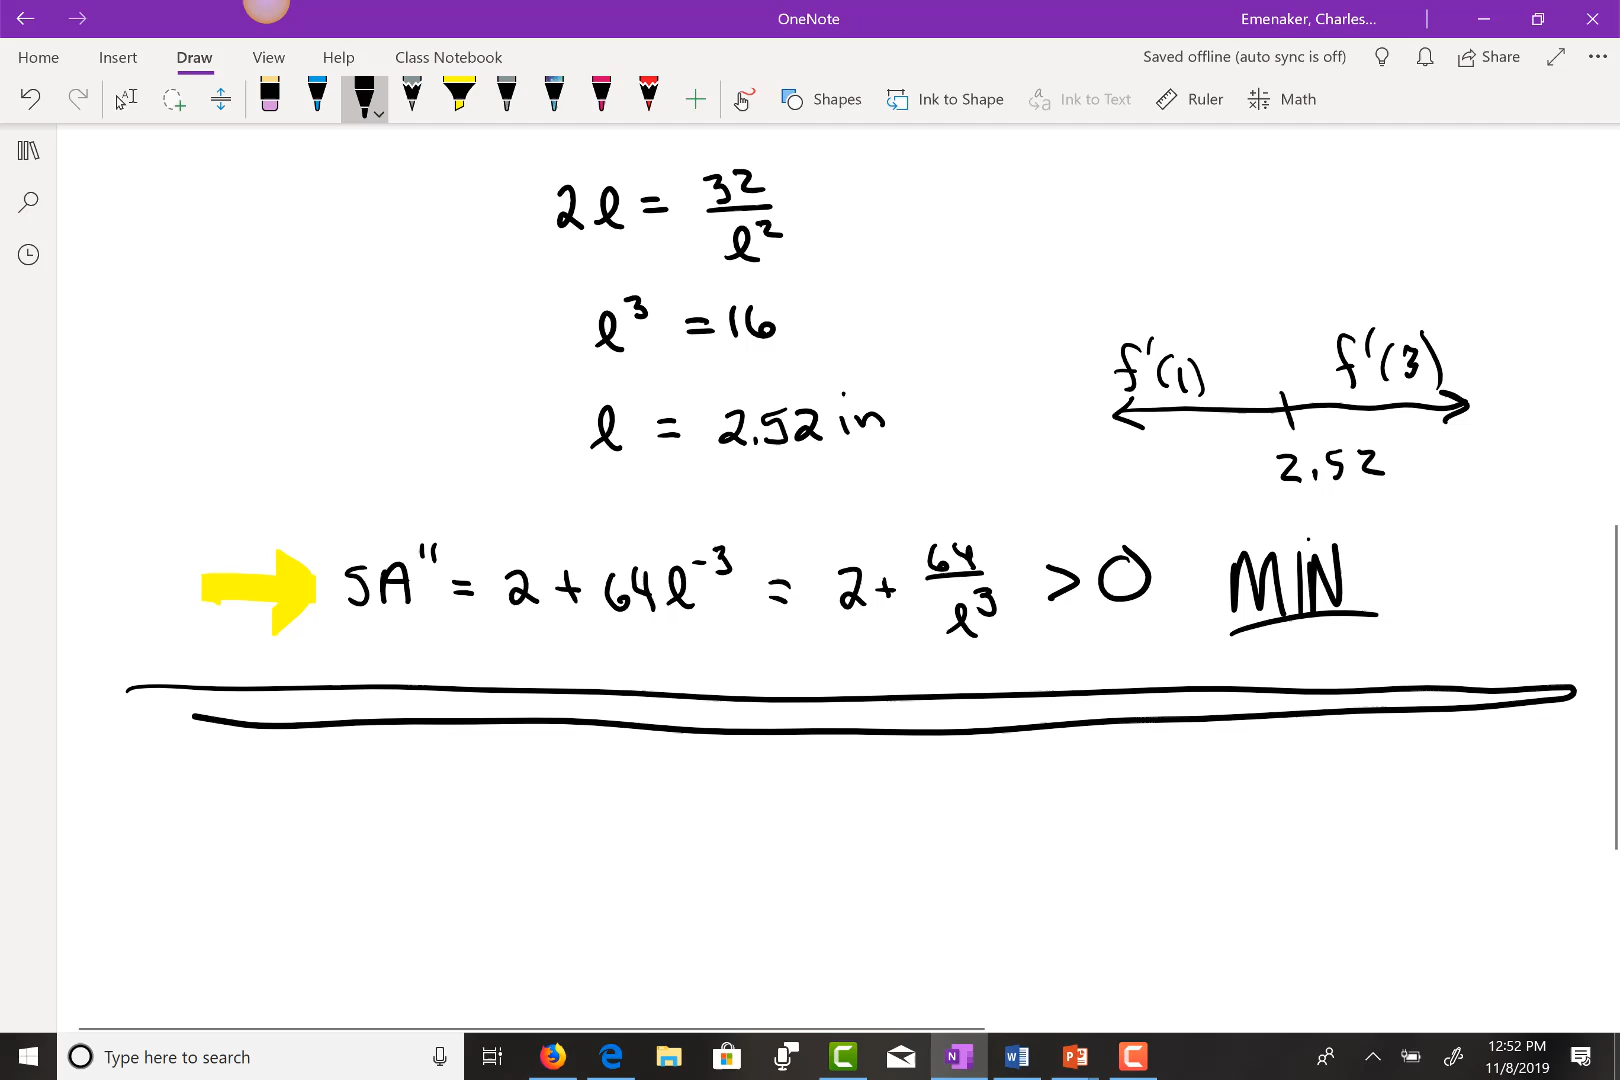 OneNote
Emenaker, Charles...
Home Insert Draw View Help Class Notebook
Saved offline (auto sync is off) Share
Shapes Ink to Shape Ink to Text Ruler Math
2l = 32/l²
l³ = 16
l = 2.52 in
f'(1) f'(3)
2.52
SA" = 2 + 64l⁻³ = 2 + 64/l³ > 0 MIN
Type here to search
12:52 PM
11/8/2019